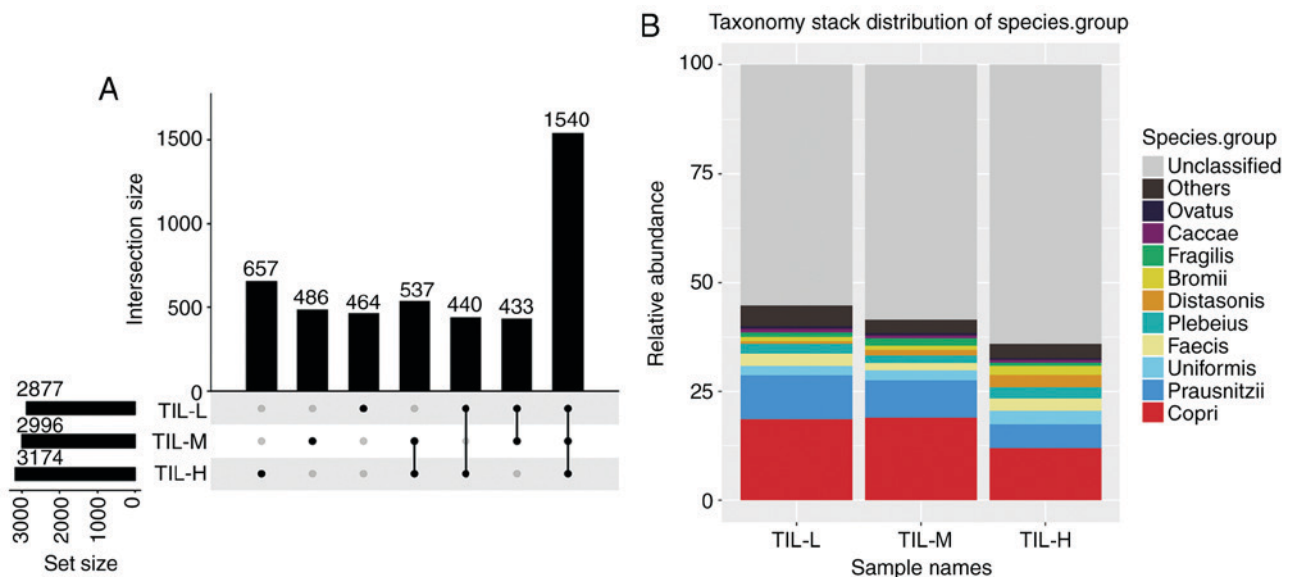 A
Intersection size
1500
1000
500
0
657
486
464
537
440
433
1540
2877
2996
3174
TIL-L
TIL-M
TIL-H
3000
2000
1000
0
Set size
B
Taxonomy stack distribution of species.group
Relative abundance
100
75
50
25
0
TIL-L
TIL-M
TIL-H
Sample names
Species.group
Unclassified
Others
Ovatus
Caccae
Fragilis
Bromii
Distasonis
Plebeius
Faecis
Uniformis
Prausnitzii
Copri